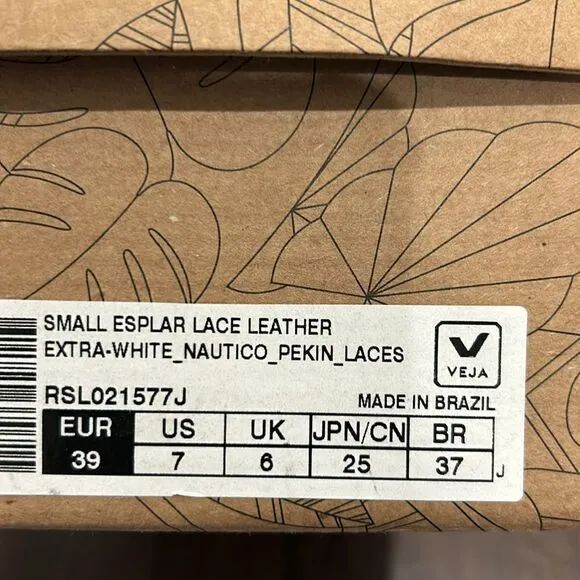 SMALL ESPLAR LACE LEATHER
EXTRA-WHITE_NAUTICO_PEKIN_LACES
VEJA
RSL021577J
MADE IN BRAZIL
EUR US UK JPN/CN BR
39 7 6 25 37 J